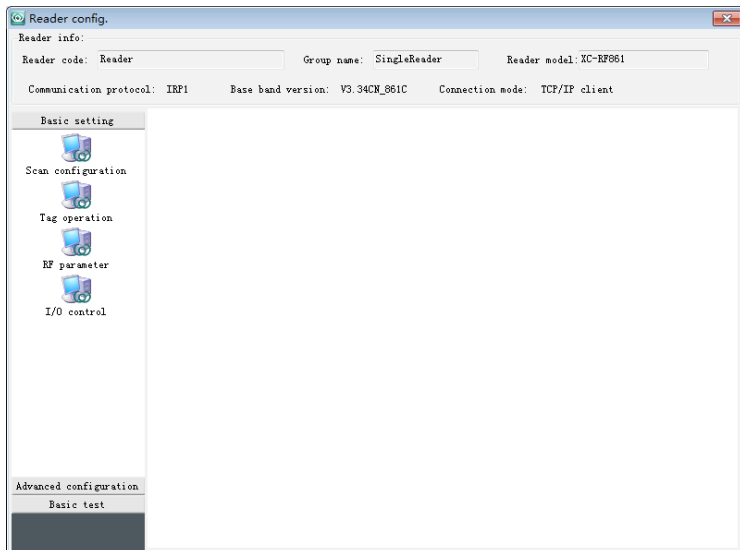 Reader config.
Reader info:
Reader code: Reader Group name: SingleReader Reader model: XC-RF861
Communication protocol: IRP1 Base band version: V3.34CN_861C Connection mode: TCP/IP client
Basic setting
Scan configuration
Tag operation
RF parameter
I/O control
Advanced configuration
Basic test